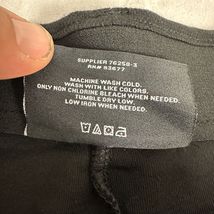 SUPPLIER 76258-3
RN# 83677
MACHINE WASH COLD.
WASH WITH LIKE COLORS.
ONLY NON CHLORINE BLEACH WHEN NEEDED.
TUMBLE DRY LOW.
LOW IRON WHEN NEEDED.